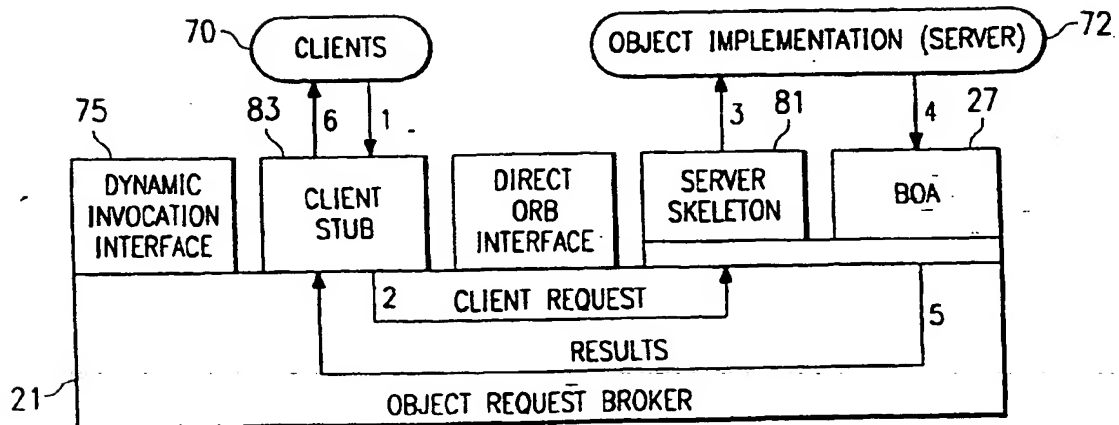 70
CLIENTS
OBJECT IMPLEMENTATION (SERVER)
72
75
83
6
1
3
81
4
27
DYNAMIC
INVOCATION
INTERFACE
CLIENT
STUB
DIRECT
ORB
INTERFACE
SERVER
SKELETON
BOA
2
CLIENT REQUEST
5
RESULTS
21
OBJECT REQUEST BROKER